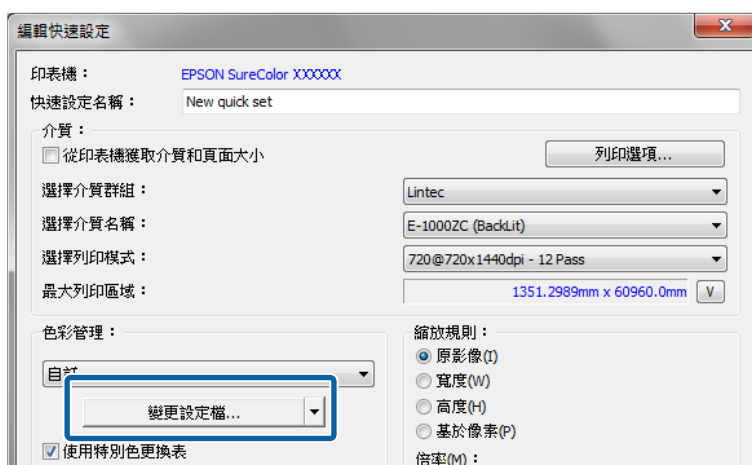 編輯快速設定
印表機： EPSON SureColor XXXXXX
快速設定名稱： New quick set
介質：
從印表機獲取介質和頁面大小 列印選項...
選擇介質群組： Lintec
選擇介質名稱： E-1000ZC (BackLit)
選擇列印模式： 720@720x1440dpi - 12 Pass
最大列印區域： 1351.2989mm x 60960.0mm V
色彩管理：
自訂
變更設定檔...
使用特別色更換表
縮放規則：
原影像(I)
寬度(W)
高度(H)
基於像素(P)
倍率(M)：